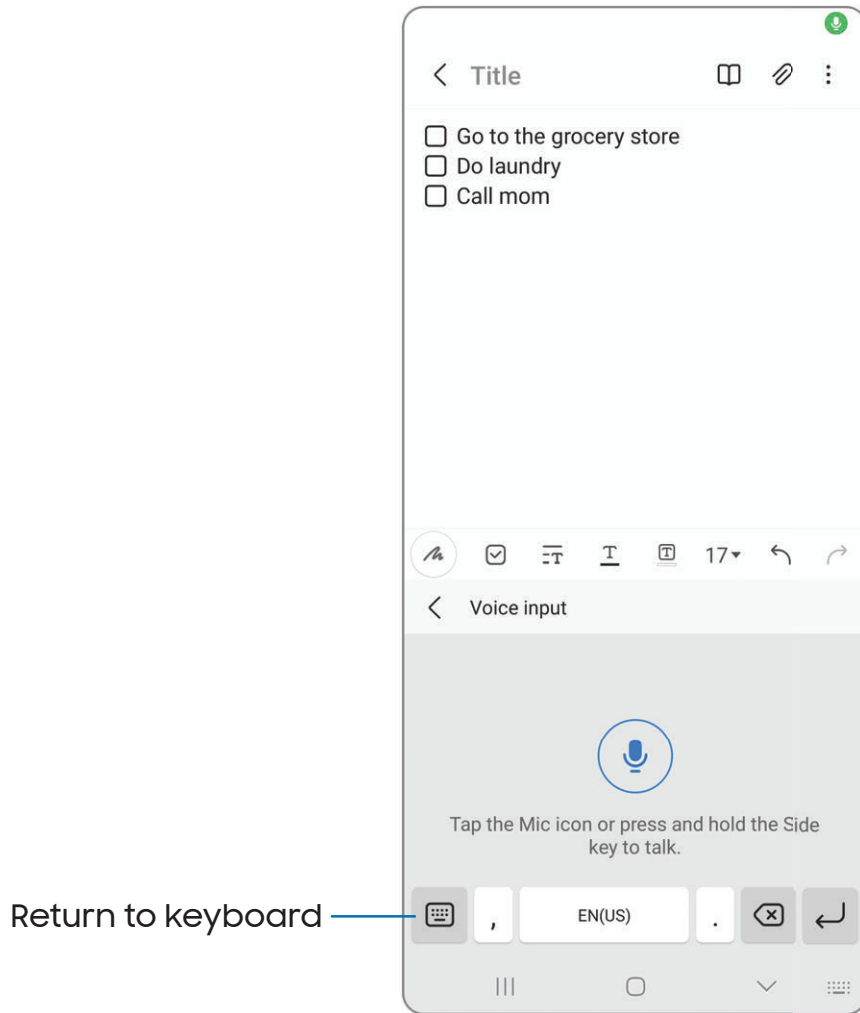 Title
Go to the grocery store
Do laundry
Call mom
17
Voice input
Tap the Mic icon or press and hold the Side
key to talk.
Return to keyboard
, EN(US) .